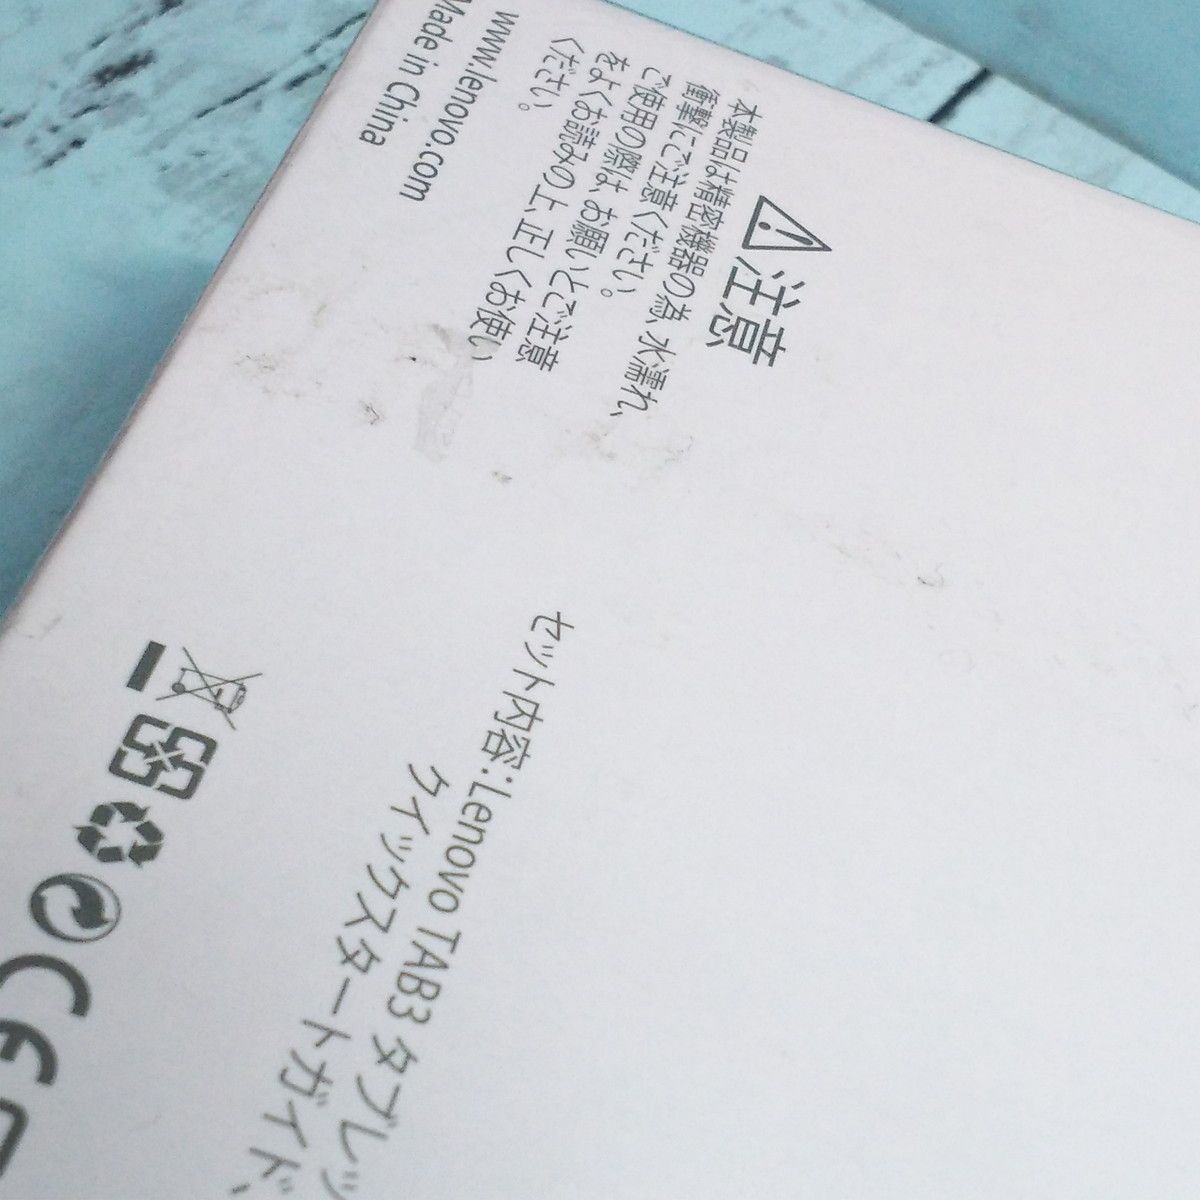 注意
本製品は精密機器の為、水濡れ、
衝撃にご注意ください。
ご使用の際は、お願いとご注意
をよくお読みの上、正しくお使い
ください。
www.lenovo.com
Made in China
セット内容:Lenovo TAB3 タブレッ
クイックスタートガイド、
CE